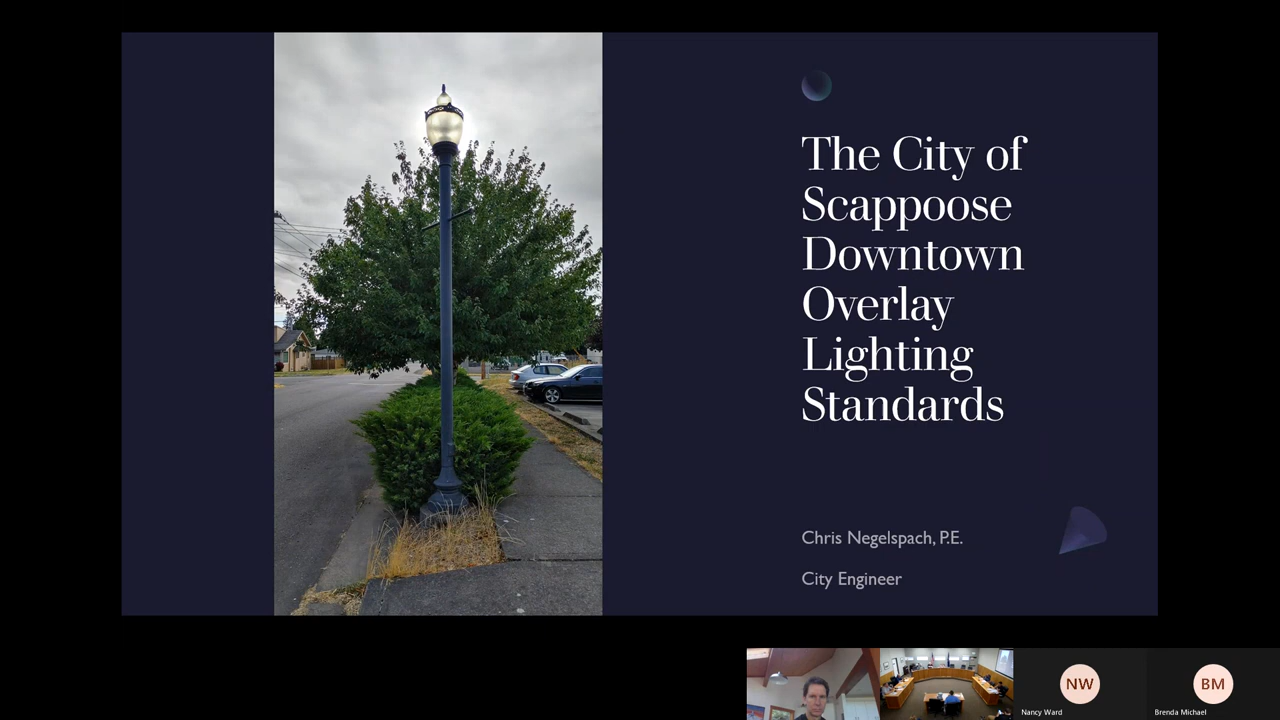 The City of
Scappoose
Downtown
Overlay
Lighting
Standards
Chris Negelspach, P.E.
City Engineer
NW
BM
Nancy Ward
Brenda Michael